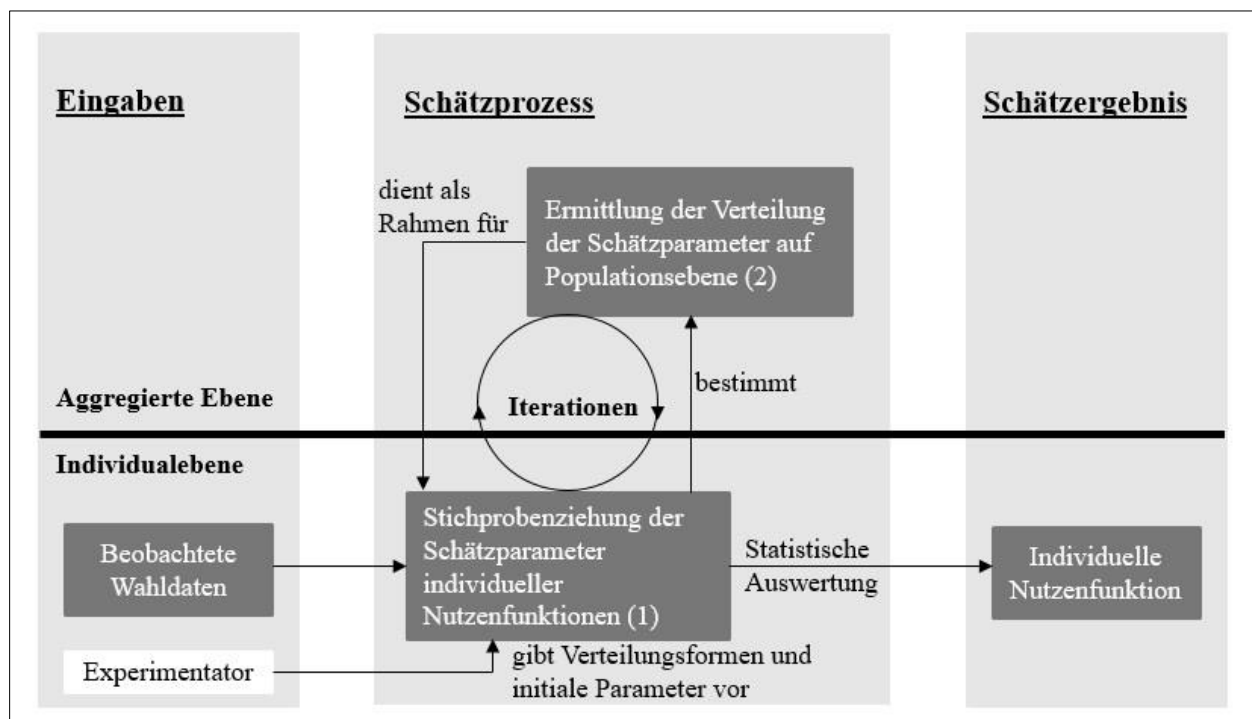 Eingaben
Schätzprozess
Schätzergebnis
dient als
Rahmen für
Ermittlung der Verteilung
der Schätzparameter auf
Populationsebene (2)
bestimmt
Iterationen
Aggregierte Ebene
Individualebene
Beobachtete
Wahldaten
Stichprobenziehung der
Schätzparameter
individueller
Nutzenfunktionen (1)
Statistische
Auswertung
Individuelle
Nutzenfunktion
Experimentator
gibt Verteilungsformen und
initiale Parameter vor